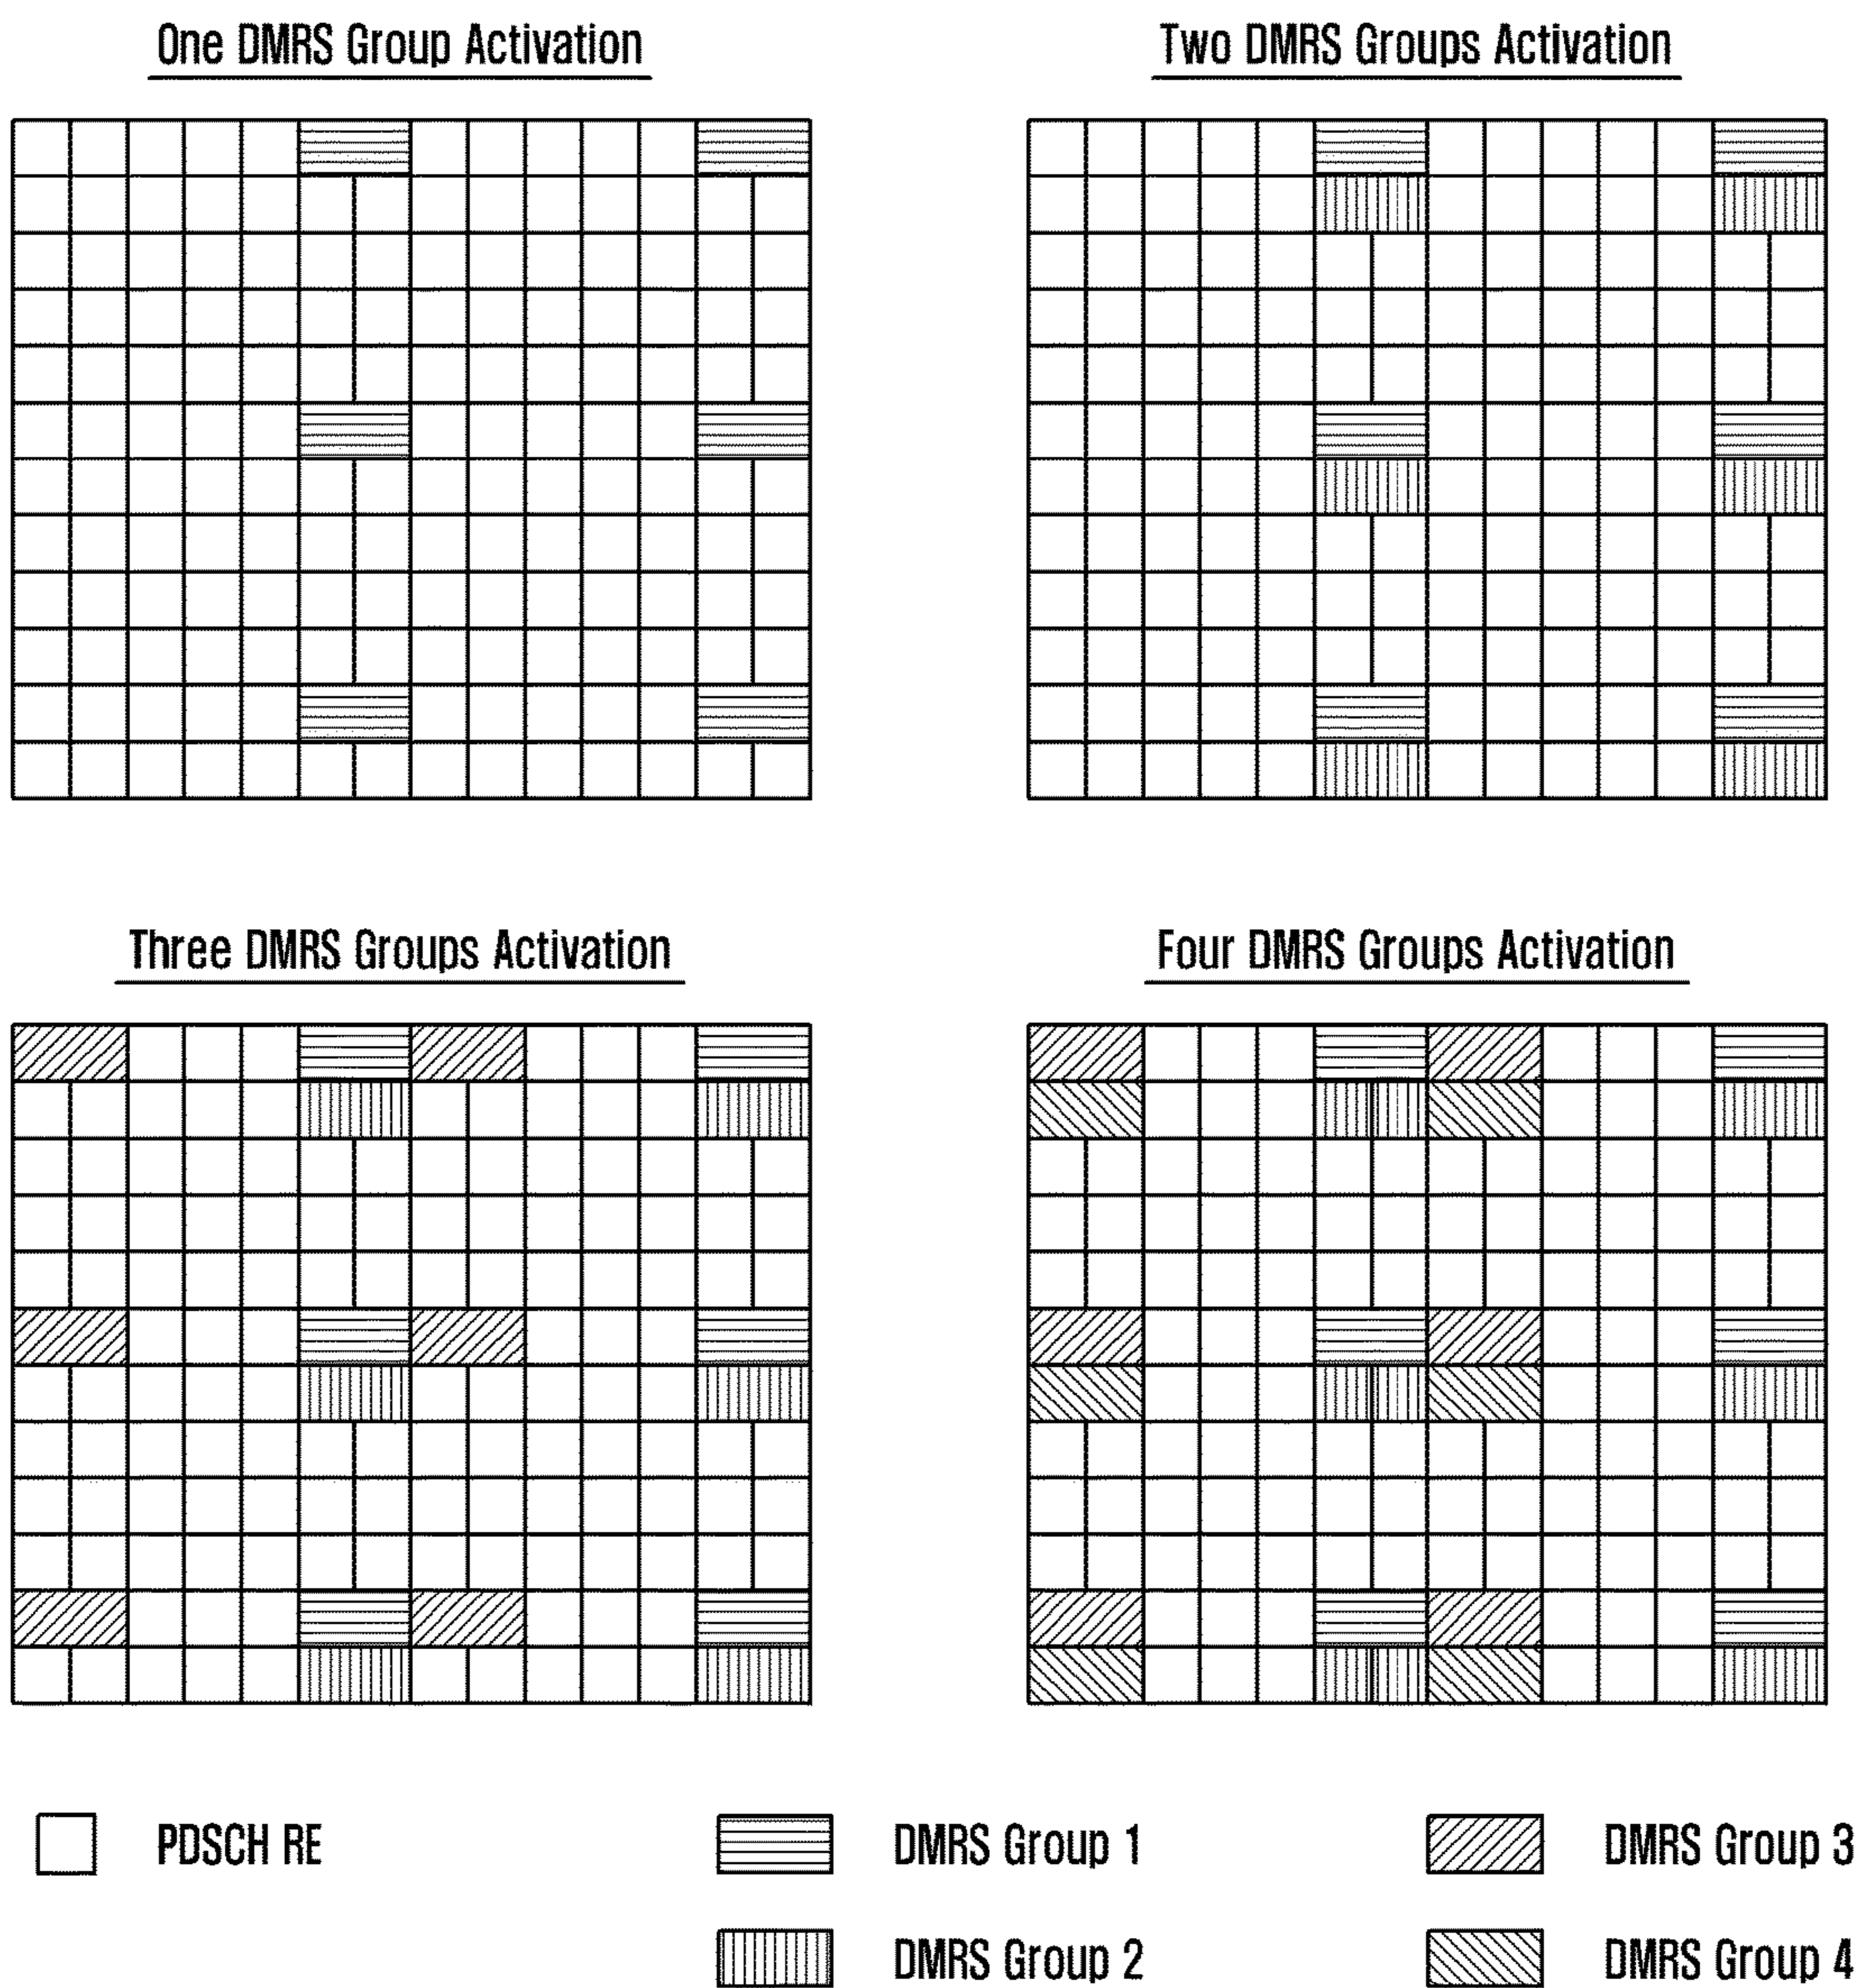 One DMRS Group Activation
Two DMRS Groups Activation
Three DMRS Groups Activation
Four DMRS Groups Activation
PDSCH RE
DMRS Group 1
DMRS Group 3
DMRS Group 2
DMRS Group 4